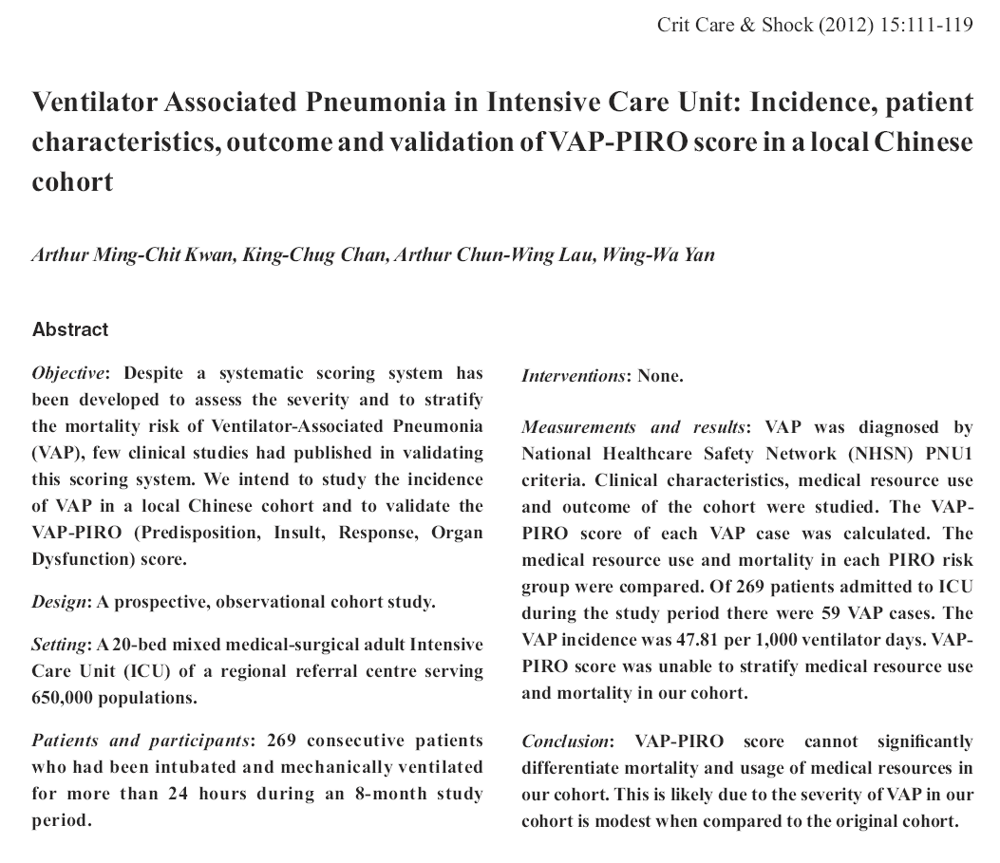 Crit Care & Shock (2012) 15:111-119
Ventilator Associated Pneumonia in Intensive Care Unit: Incidence, patient
characteristics, outcome and validation of VAP-PIRO score in a local Chinese
cohort
Arthur Ming-Chit Kwan, King-Chug Chan, Arthur Chun-Wing Lau, Wing-Wa Yan
Abstract
Objective: Despite a systematic scoring system has
been developed to assess the severity and to stratify
the mortality risk of Ventilator-Associated Pneumonia
(VAP), few clinical studies had published in validating
this scoring system. We intend to study the incidence
of VAP in a local Chinese cohort and to validate the
VAP-PIRO (Predisposition, Insult, Response, Organ
Dysfunction) score.
Design: A prospective, observational cohort study.
Setting: A 20-bed mixed medical-surgical adult Intensive
Care Unit (ICU) of a regional referral centre serving
650,000 populations.
Patients and participants: 269 consecutive patients
who had been intubated and mechanically ventilated
for more than 24 hours during an 8-month study
period.
Interventions: None.
Measurements and results: VAP was diagnosed by
National Healthcare Safety Network (NHSN) PNU1
criteria. Clinical characteristics, medical resource use
and outcome of the cohort were studied. The VAP-
PIRO score of each VAP case was calculated. The
medical resource use and mortality in each PIRO risk
group were compared. Of 269 patients admitted to ICU
during the study period there were 59 VAP cases. The
VAP incidence was 47.81 per 1,000 ventilator days. VAP-
PIRO score was unable to stratify medical resource use
and mortality in our cohort.
Conclusion: VAP-PIRO score cannot significantly
differentiate mortality and usage of medical resources in
our cohort. This is likely due to the severity of VAP in our
cohort is modest when compared to the original cohort.